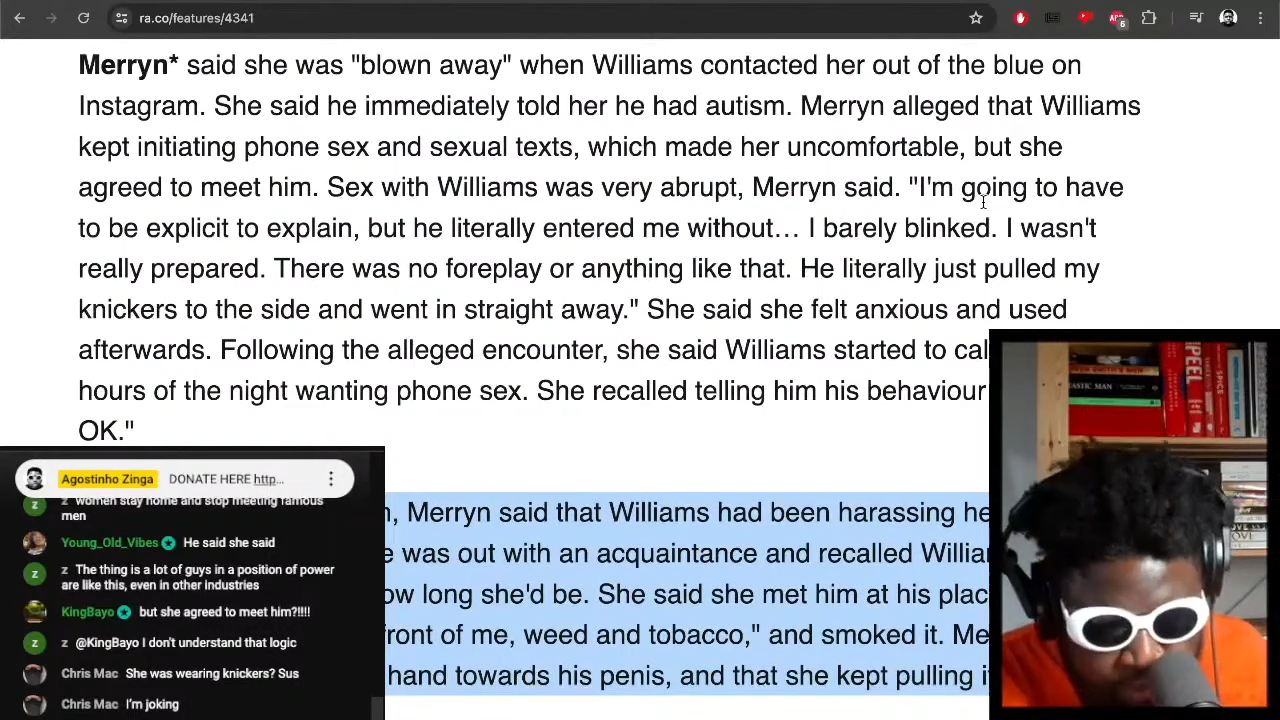 ra.co/features/4341
6
Merryn* said she was "blown away" when Williams contacted her out of the blue on
Instagram. She said he immediately told her he had autism. Merryn alleged that Williams
kept initiating phone sex and sexual texts, which made her uncomfortable, but she
agreed to meet him. Sex with Williams was very abrupt, Merryn said. "I'm going to have
to be explicit to explain, but he literally entered me without… I barely blinked. I wasn't
really prepared. There was no foreplay or anything like that. He literally just pulled my
knickers to the side and went in straight away." She said she felt anxious and used
afterwards. Following the alleged encounter, she said Williams started to cal
hours of the night wanting phone sex. She recalled telling him his behaviour
OK."
, Merryn said that Williams had been harassing he
was out with an acquaintance and recalled Willia
ow long she'd be. She said she met him at his plac
front of me, weed and tobacco," and smoked it. Me
hand towards his penis, and that she kept pulling i
Agostinho Zinga DONATE HERE http...
z women stay home and stop meeting famous
men
Young_Old_Vibes He said she said
z The thing is a lot of guys in a position of power
are like this, even in other industries
KingBayo but she agreed to meet him?!!!!
z @KingBayo I don't understand that logic
Chris Mac She was wearing knickers? Sus
Chris Mac I'm joking
PEEL
SPICE